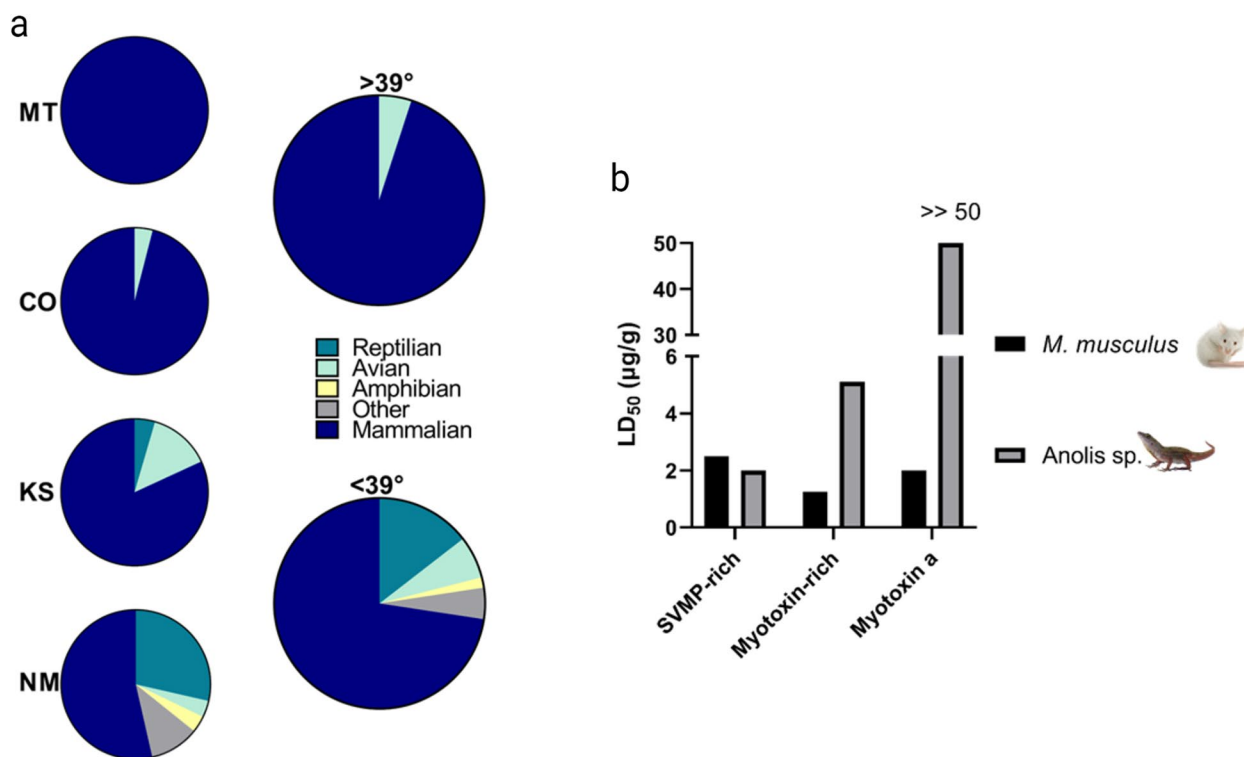 a
MT
CO
KS
NM
>39°
Reptilian
Avian
Amphibian
Other
Mammalian
<39°
b
>> 50
50
40
30
6
4
2
0
LD₅₀ (µg/g)
SVMP-rich
Myotoxin-rich
Myotoxin a
M. musculus
Anolis sp.